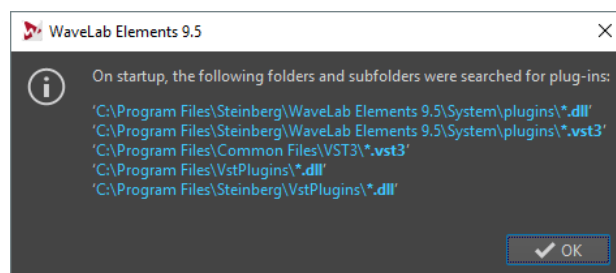 WaveLab Elements 9.5
On startup, the following folders and subfolders were searched for plug-ins:
'C:\Program Files\Steinberg\WaveLab Elements 9.5\System\plugins\*.dll'
'C:\Program Files\Steinberg\WaveLab Elements 9.5\System\plugins\*.vst3'
'C:\Program Files\Common Files\VST3\*.vst3'
'C:\Program Files\VstPlugins\*.dll'
'C:\Program Files\Steinberg\VstPlugins\*.dll'
OK